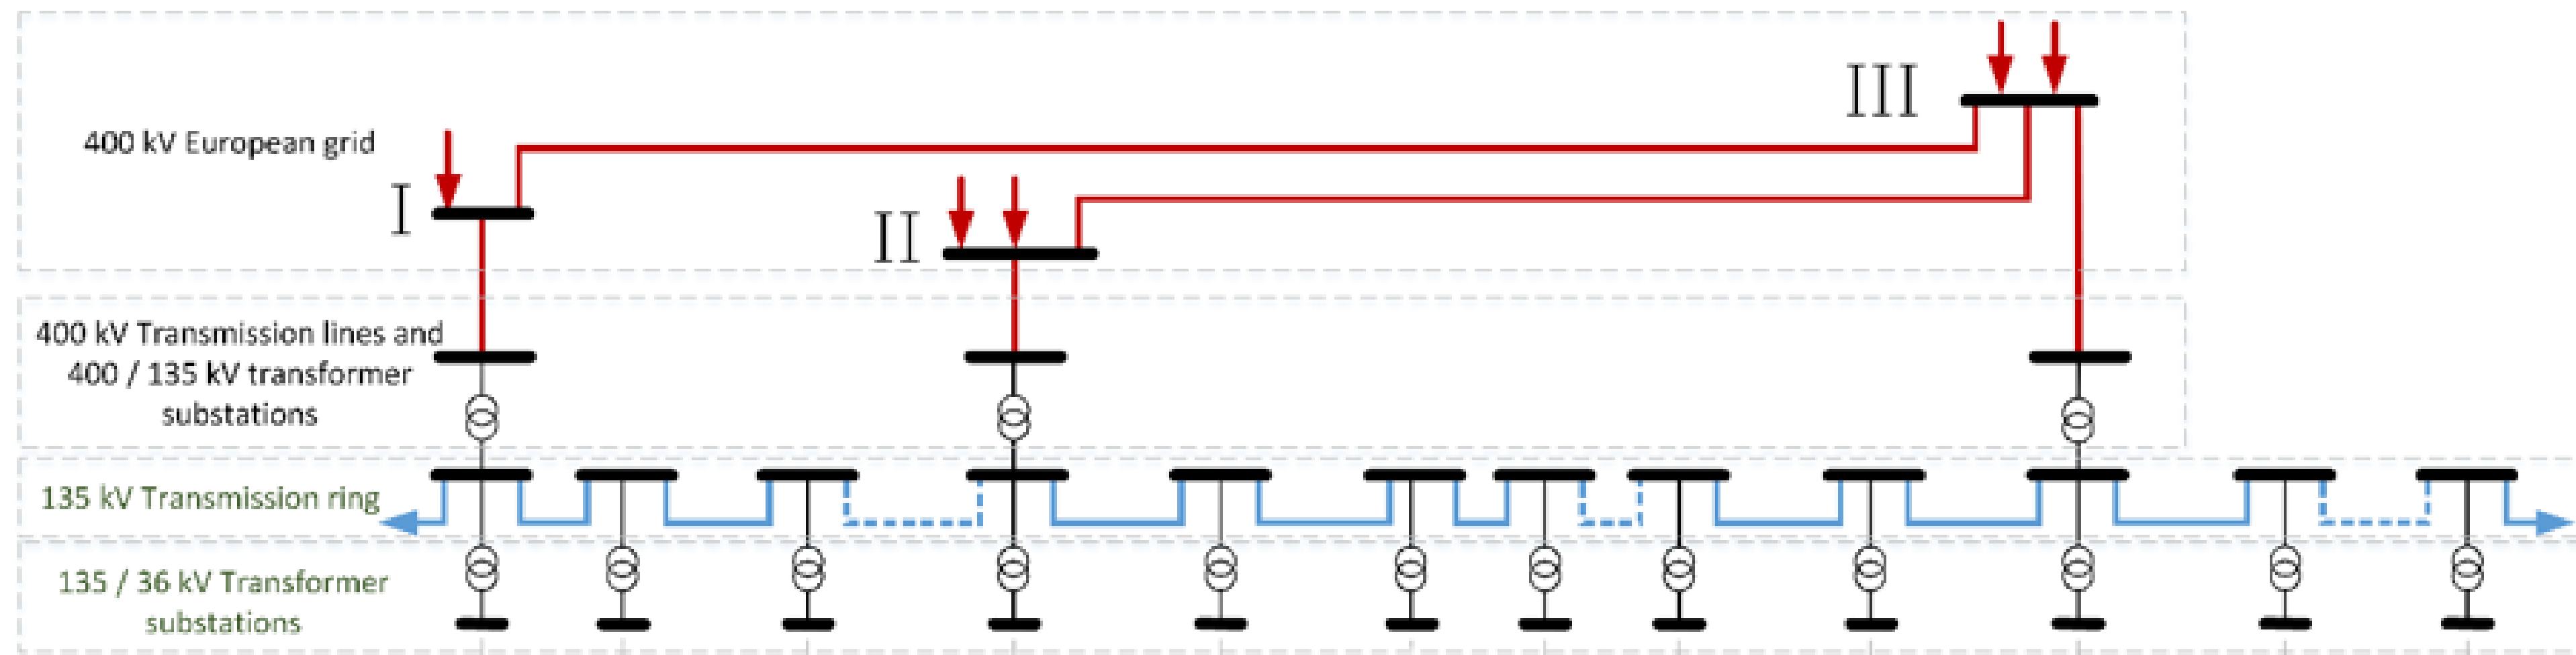 III
400 kV European grid
I
II
400 kV Transmission lines and
400 / 135 kV transformer
substations
135 kV Transmission ring
135 / 36 kV Transformer
substations